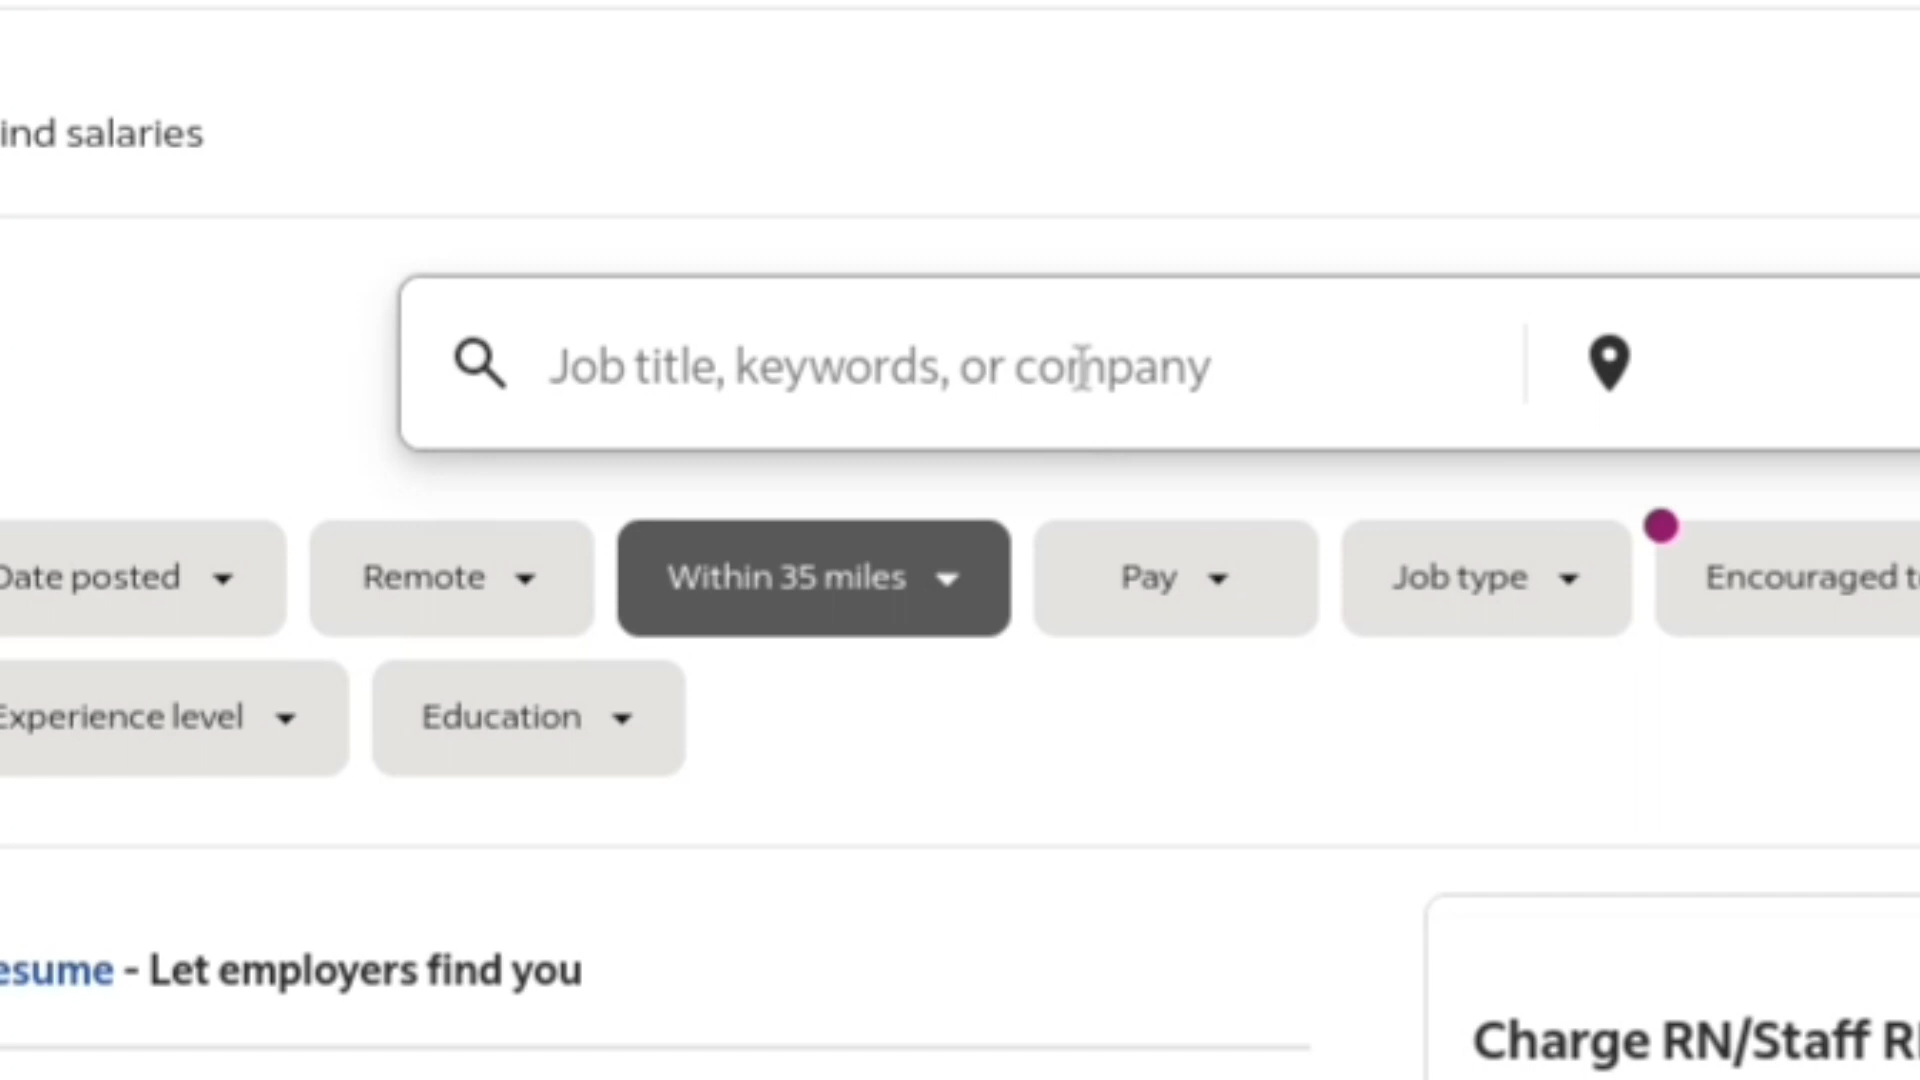 ind salaries
Job title, keywords, or company
Date posted Remote Within 35 miles Pay Job type Encouraged
Experience level Education
esume - Let employers find you
Charge RN/Staff